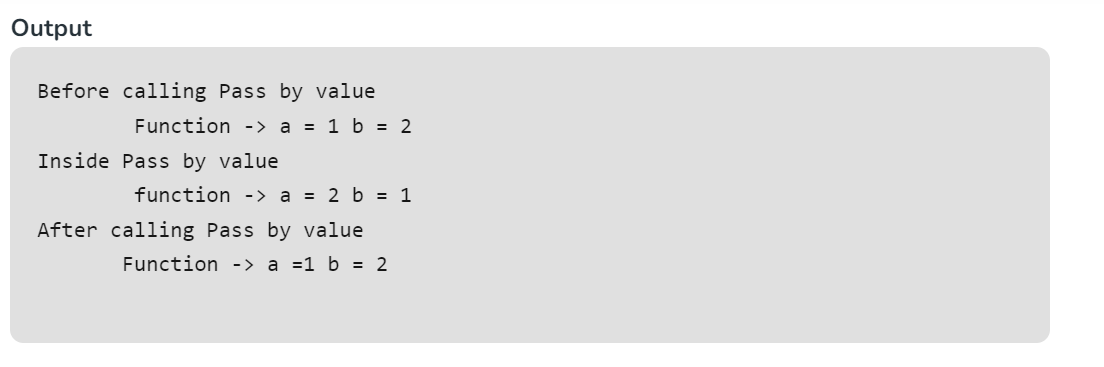 Output
Before calling Pass by value
Function -> a = 1 b = 2
Inside Pass by value
function -> a = 2 b = 1
After calling Pass by value
Function -> a =1 b = 2